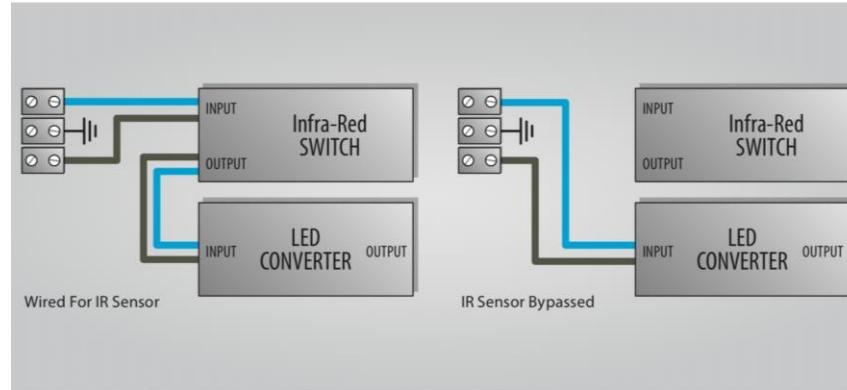 INPUT
Infra-Red
SWITCH
OUTPUT
INPUT
LED
CONVERTER
OUTPUT
Wired For IR Sensor
INPUT
Infra-Red
SWITCH
OUTPUT
INPUT
LED
CONVERTER
OUTPUT
IR Sensor Bypassed